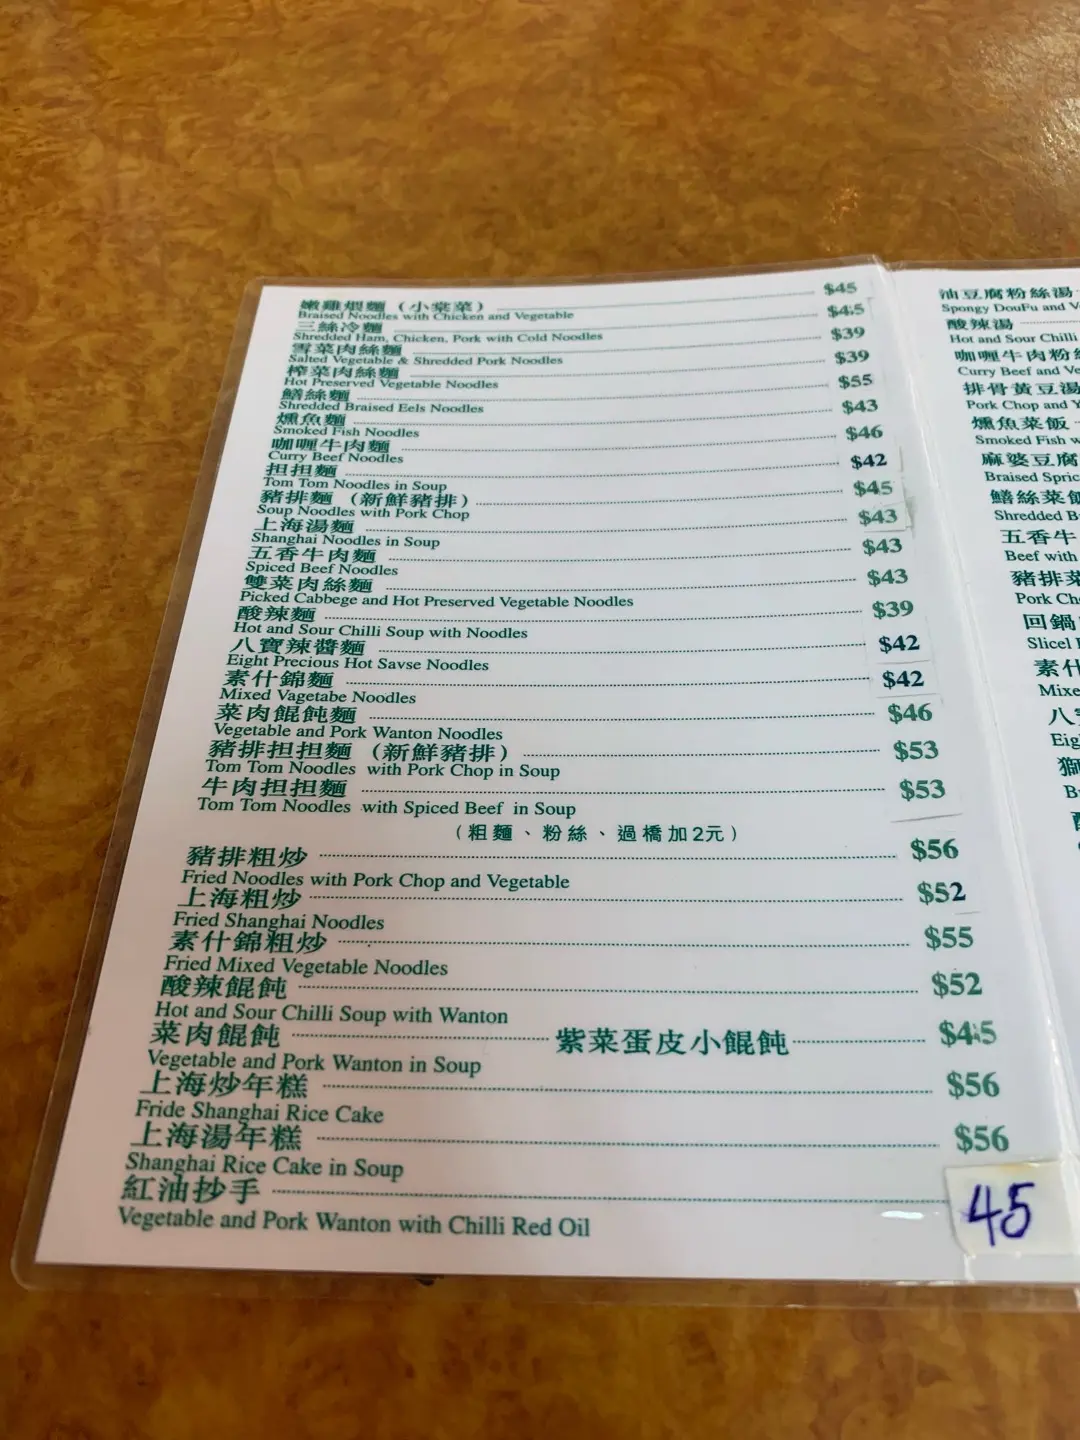 嫩雞煨麵（小棠菜） $45
Braised Noodles with Chicken and Vegetable
三絲冷麵 $45
Shredded Ham, Chicken, Pork with Cold Noodles
雪菜肉絲麵 $39
Salted Vegetable & Shredded Pork Noodles
榨菜肉絲麵 $39
Hot Preserved Vegetable Noodles
鱔絲麵 $55
Shredded Braised Eels Noodles
燻魚麵 $43
Smoked Fish Noodles
咖喱牛肉麵 $46
Curry Beef Noodles
担担麵 $42
Tom Tom Noodles in Soup
豬排麵（新鮮豬排） $45
Soup Noodles with Pork Chop
上海湯麵 $43
Shanghai Noodles in Soup
五香牛肉麵 $43
Spiced Beef Noodles
雙菜肉絲麵 $43
Picked Cabbege and Hot Preserved Vegetable Noodles
酸辣麵 $39
Hot and Sour Chilli Soup with Noodles
八寶辣醬麵 $42
Eight Precious Hot Savse Noodles
素什錦麵 $42
Mixed Vagetabe Noodles
菜肉餛飩麵 $46
Vegetable and Pork Wanton Noodles
豬排担担麵（新鮮豬排） $53
Tom Tom Noodles with Pork Chop in Soup
牛肉担担麵 $53
Tom Tom Noodles with Spiced Beef in Soup
（粗麵、粉絲、過橋加2元）
豬排粗炒 $56
Fried Noodles with Pork Chop and Vegetable
上海粗炒 $52
Fried Shanghai Noodles
素什錦粗炒 $55
Fried Mixed Vegetable Noodles
酸辣餛飩 $52
Hot and Sour Chilli Soup with Wanton
菜肉餛飩 紫菜蛋皮小餛飩 $45
Vegetable and Pork Wanton in Soup
上海炒年糕 $56
Fride Shanghai Rice Cake
上海湯年糕 $56
Shanghai Rice Cake in Soup
紅油抄手 45
Vegetable and Pork Wanton with Chilli Red Oil
油豆腐粉絲湯
Spongy DouFu and
酸辣湯
Hot and Sour Chilli
咖喱牛肉粉
Curry Beef and
排骨黃豆湯
Pork Chop and
燻魚菜飯
Smoked Fish
麻婆豆腐
Braised
鱔絲菜
Shredded
五香牛
Beef with
豬排
Pork
回鍋
Slicel
素什
Mixe
八